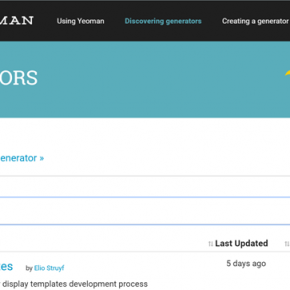 MAN Using Yeoman Discovering generators Creating a generator
ORS
enerator »
Last Updated
es by Elio Struyf 5 days ago
display templates development process